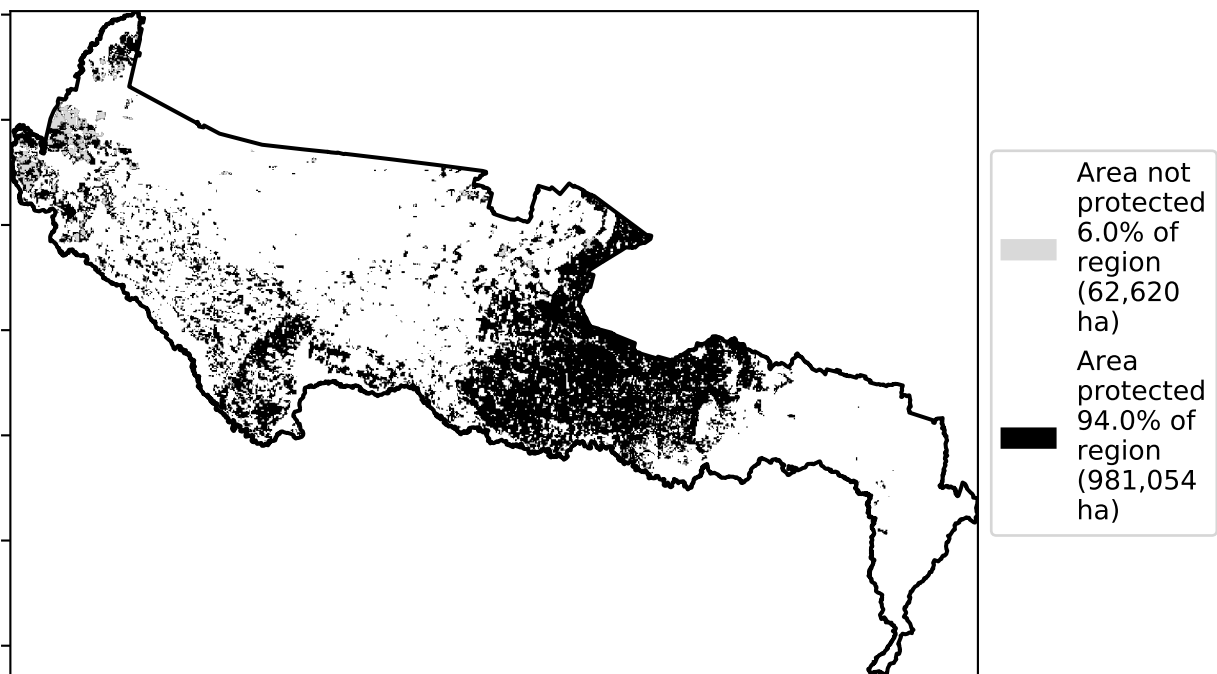 Area not
protected
6.0% of
region
(62,620
ha)
Area
protected
94.0% of
region
(981,054
ha)